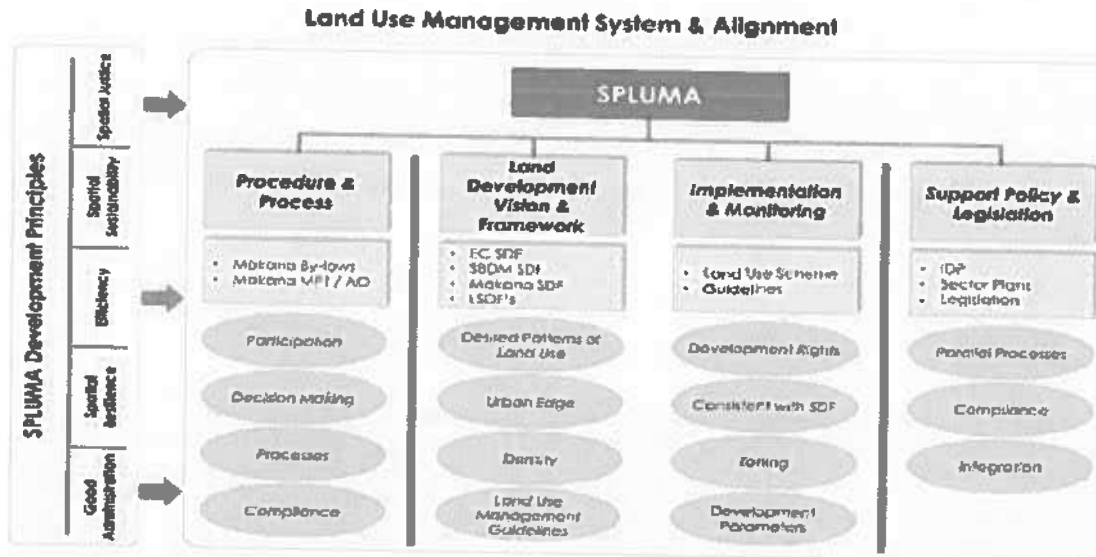 Land Use Management System & Alignment
SPLUMA Development Principles
Spatial Justice
Spatial
Sustainability
Efficiency
Spatial
Resilience
Good
Administration
SPLUMA
Procedure &
Process
• Makana By-laws
• Makana MPT / AO
Participation
Decision Making
Processes
Compliance
Land
Development
Vision &
Framework
• EC SDF
• SBDM SDF
• Makana SDF
• LSDF's
Desired Patterns of
Land Use
Urban Edge
Density
Land Use
Management
Guidelines
Implementation
& Monitoring
• Land Use Scheme
• Guidelines
Development Rights
Consistent with SDF
Zoning
Development
Parameters
Support Policy &
Legislation
• IDP
• Sector Plans
• Legislation
Parallel Processes
Compliance
Integration